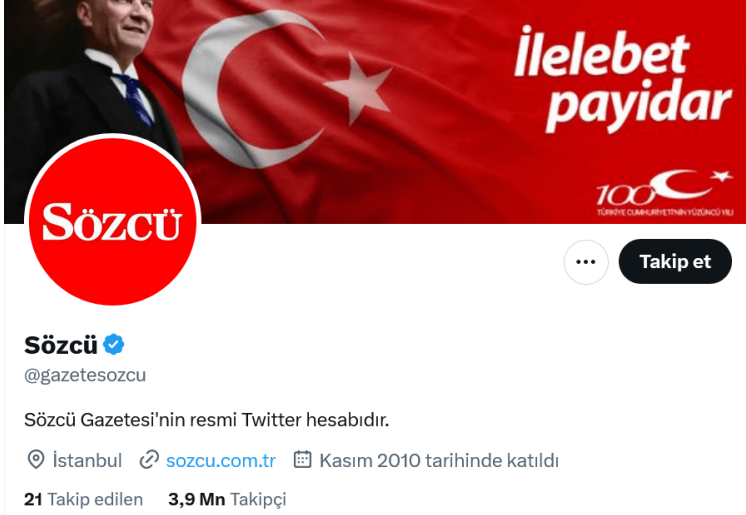 İlelebet
payidar
100
TÜRKİYE CUMHURİYETİ'NİN YÜZÜNCÜ YILI
SÖZCÜ
Takip et
Sözcü
@gazetesozcu
Sözcü Gazetesi'nin resmi Twitter hesabıdır.
İstanbul sozcu.com.tr Kasım 2010 tarihinde katıldı
21 Takip edilen 3,9 Mn Takipçi